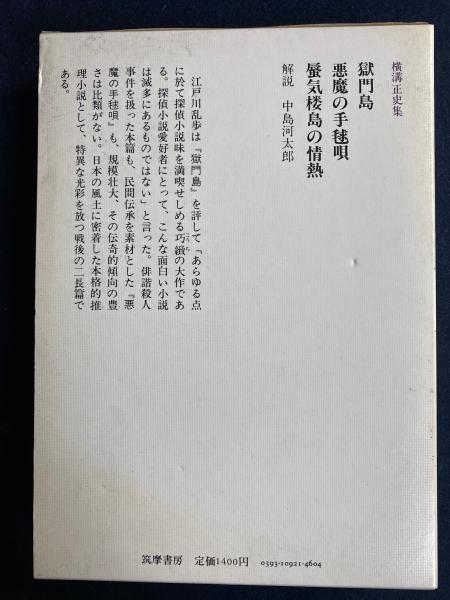 横溝正史集
獄門島
悪魔の手毬唄
蜃気楼島の情熱
解説 中島河太郎
江戸川乱歩は『獄門島』を評して「あらゆる点
に於て探偵小説味を満喫せしめる巧緻の大作であ
る。探偵小説愛好者にとって、こんな面白い小説
は滅多にあるものではない」と言った。俳諧殺人
事件を扱った本篇も、民間伝承を素材とした『悪
魔の手毬唄』も、規模壮大、その伝奇的傾向の豊
さは比類がない。日本の風土に密着した本格的推
理小説として、特異な光彩を放つ戦後の二長篇で
ある。
筑摩書房 定価1400円 0393-10921-4604